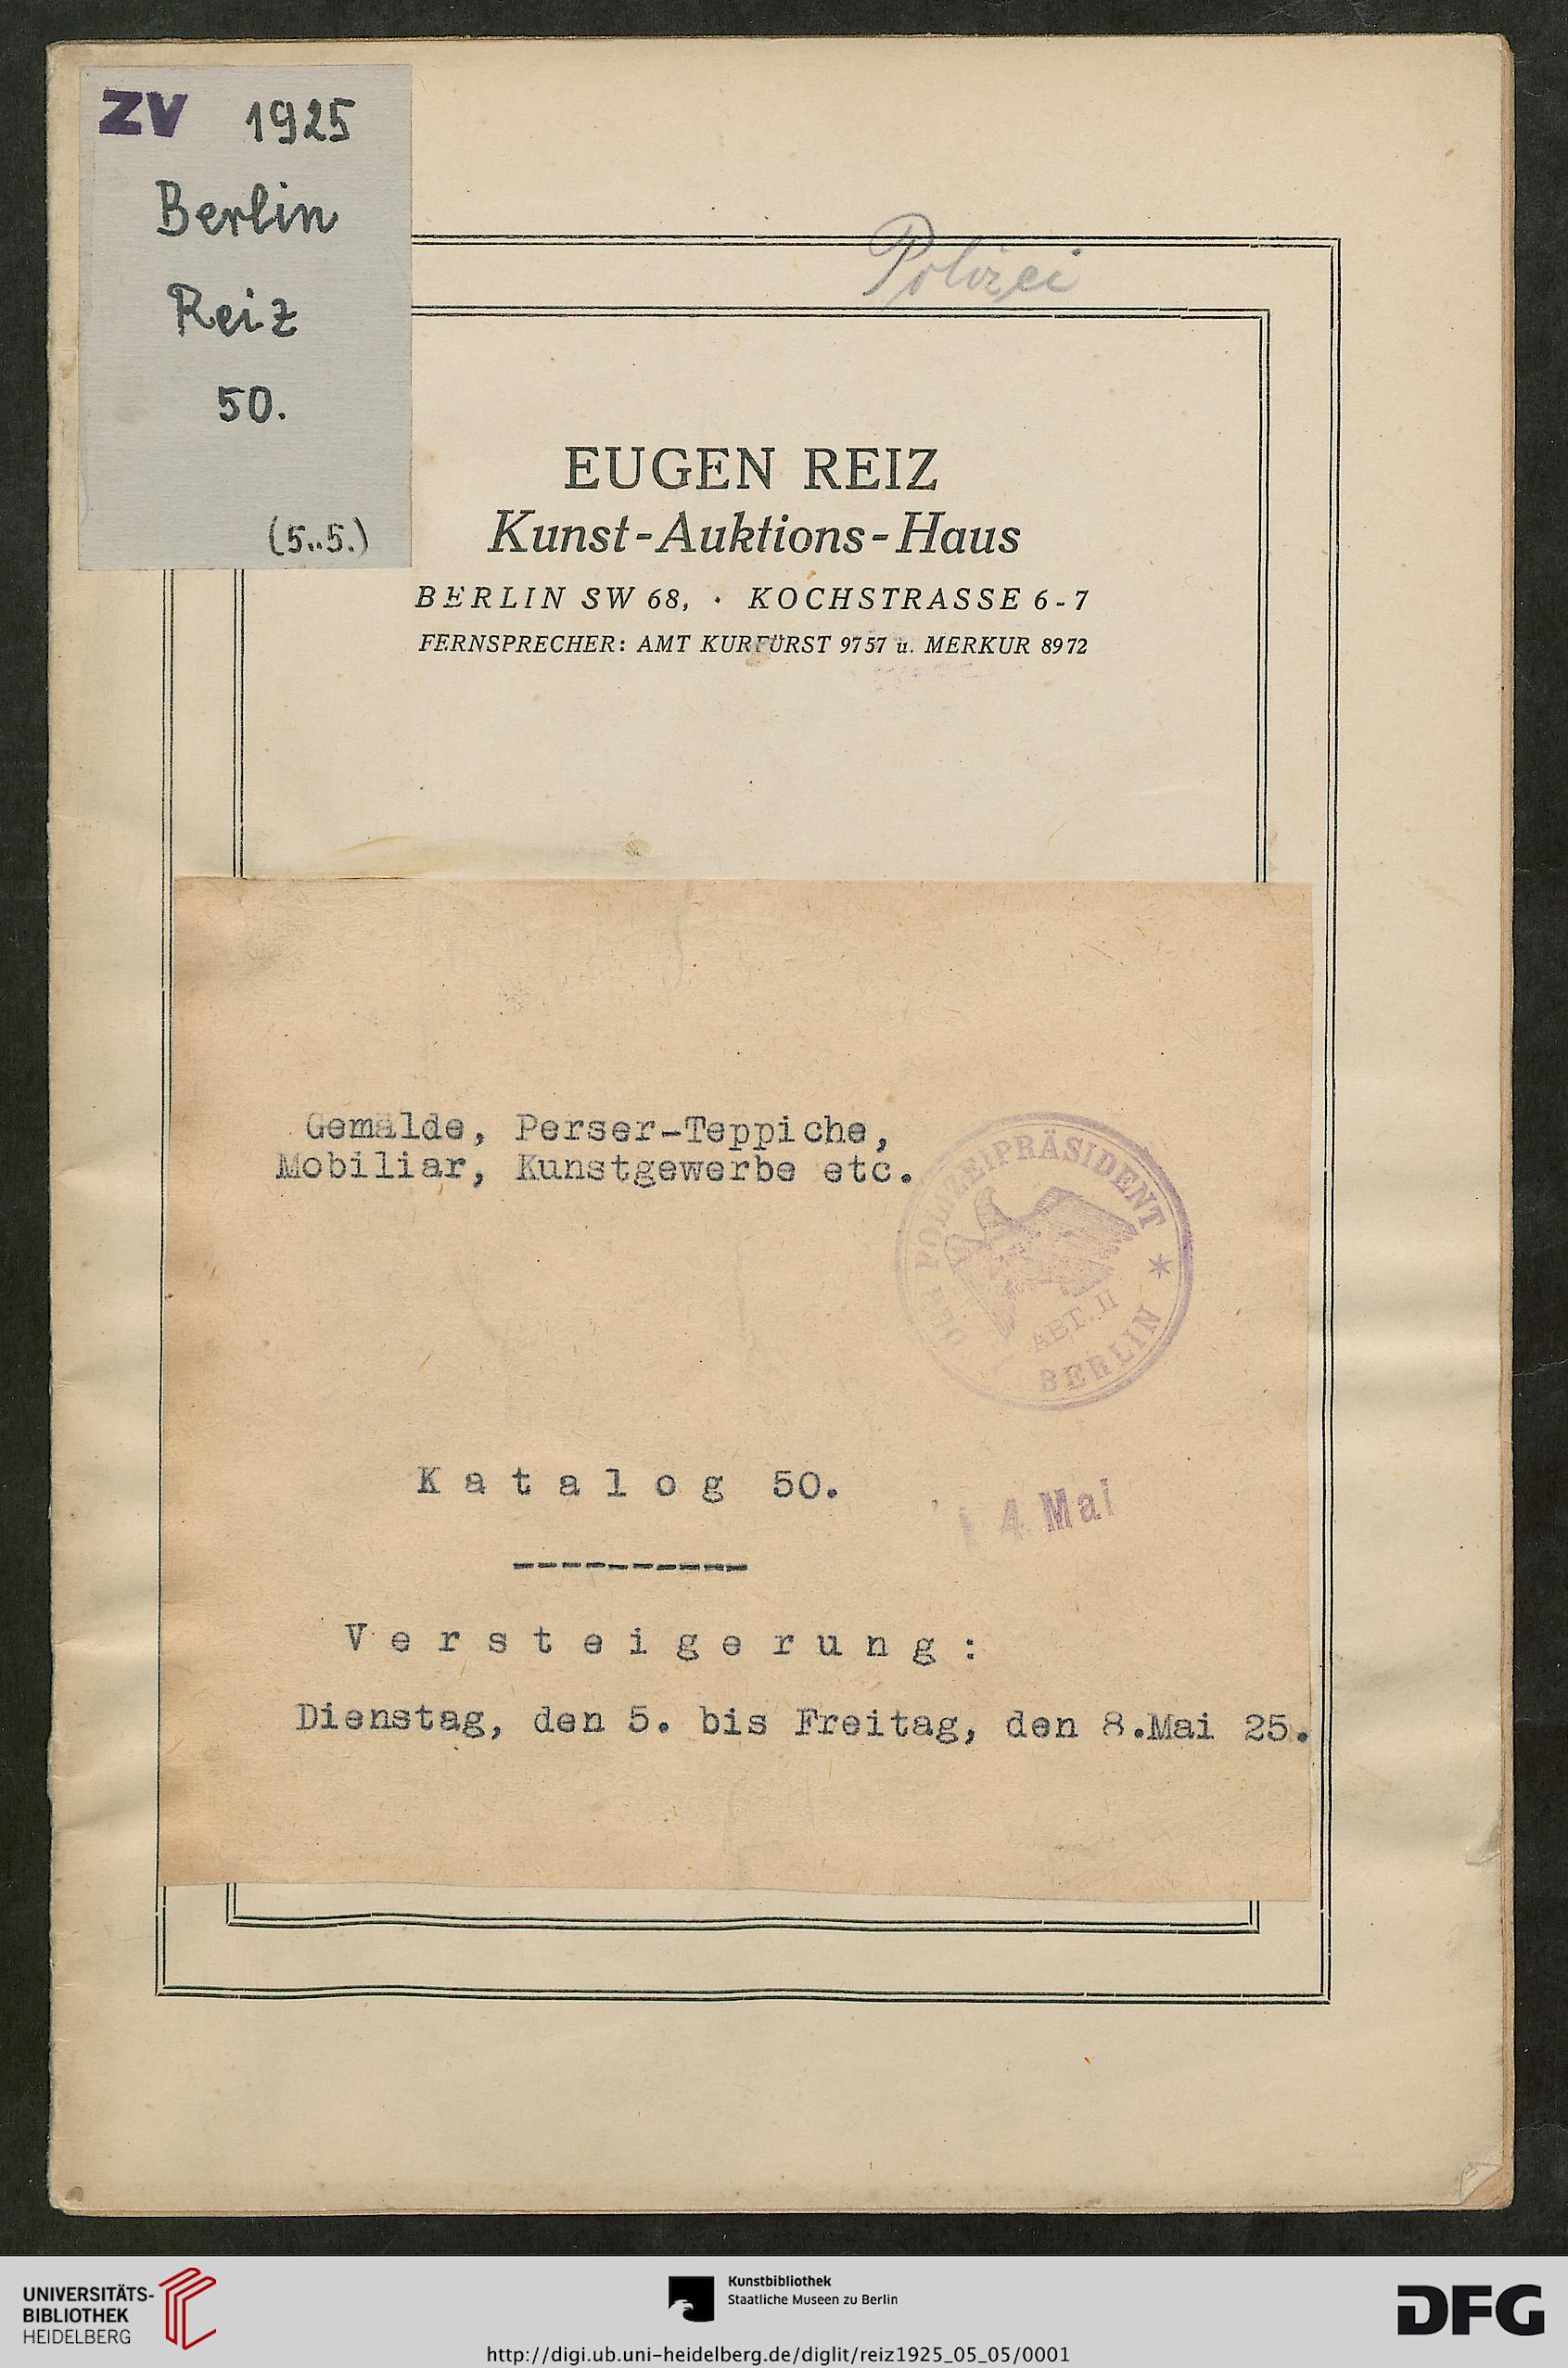 ZV 1925
Berlin
Reiz
50.
(5..5.)
Polizei
EUGEN REIZ
Kunst-Auktions-Haus
BERLIN SW 68, · KOCHSTRASSE 6-7
FERNSPRECHER: AMT KURFÜRST 9757 u. MERKUR 8972
Gemälde, Perser-Teppiche,
Mobiliar, Kunstgewerbe etc.
DER POLIZEIPRÄSIDENT *
ABT. II
BERLIN
K a t a l o g 50.
4 Mai
----------
V e r s t e i g e r u n g :
Dienstag, den 5. bis Freitag, den 8.Mai 25.
UNIVERSITÄTS-
BIBLIOTHEK
HEIDELBERG
Kunstbibliothek
Staatliche Museen zu Berlin
DFG
http://digi.ub.uni-heidelberg.de/diglit/reiz1925_05_05/0001